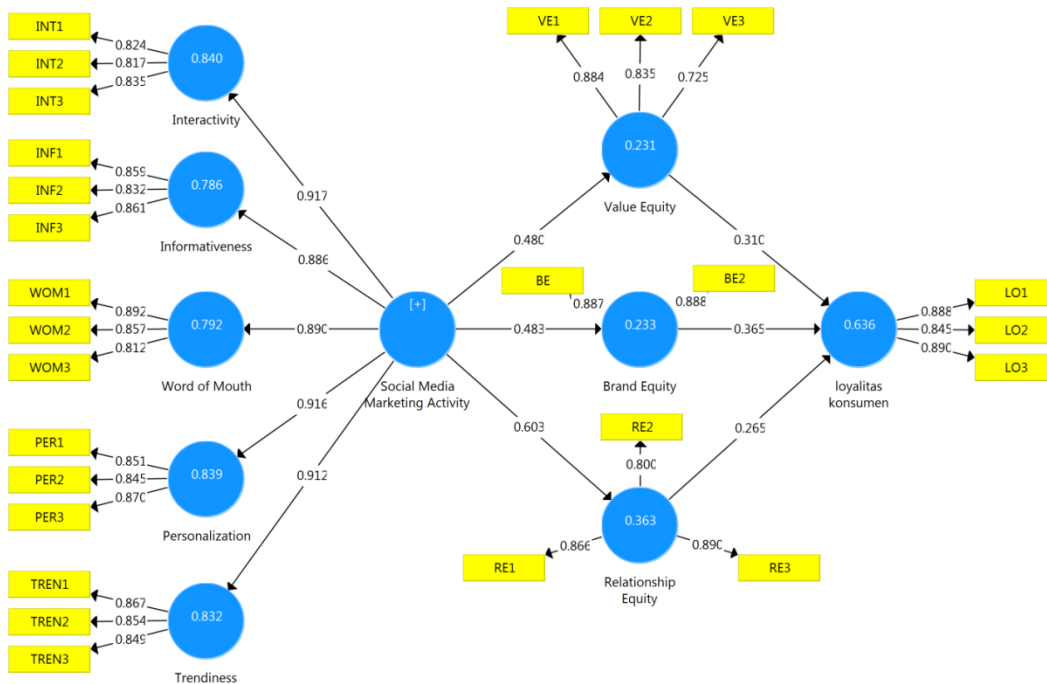 INT1
0.824
INT2
0.817
INT3
0.835
0.840
Interactivity
INF1
0.859
INF2
0.832
INF3
0.861
0.786
Informativeness
WOM1
0.892
WOM2
0.857
WOM3
0.812
0.792
Word of Mouth
PER1
0.851
PER2
0.845
PER3
0.870
0.839
Personalization
TREN1
0.867
TREN2
0.854
TREN3
0.849
0.832
Trendiness
0.917
0.886
0.890
0.916
0.912
[+]
Social Media
Marketing Activity
0.480
0.483
0.603
VE1
VE2
VE3
0.884
0.835
0.725
0.231
Value Equity
0.310
BE
0.887
BE2
0.888
0.233
Brand Equity
0.365
RE2
0.800
0.363
RE1
0.866
RE3
0.890
Relationship
Equity
0.265
0.636
loyalitas
konsumen
LO1
0.888
LO2
0.845
LO3
0.890